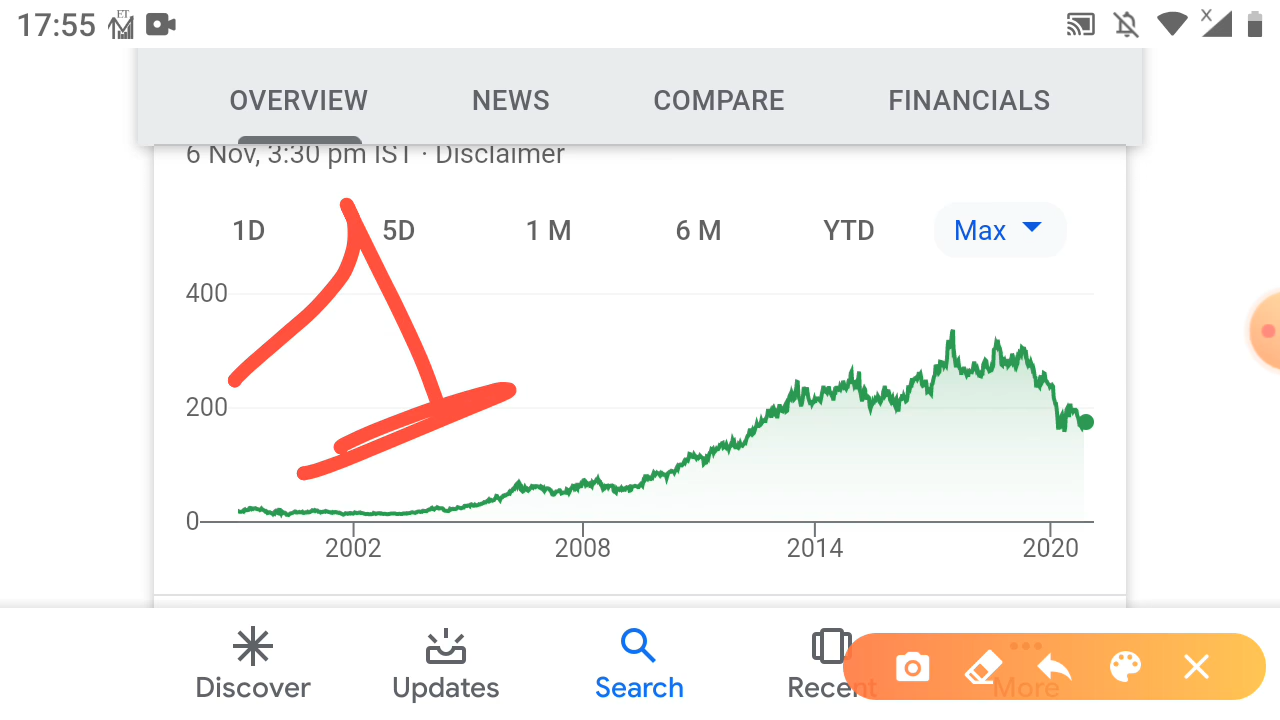 17:55 ET
OVERVIEW NEWS COMPARE FINANCIALS
6 Nov, 3:30 pm IST · Disclaimer
1D 5D 1 M 6 M YTD Max
400
200
0
2002 2008 2014 2020
Discover Updates Search Recent More